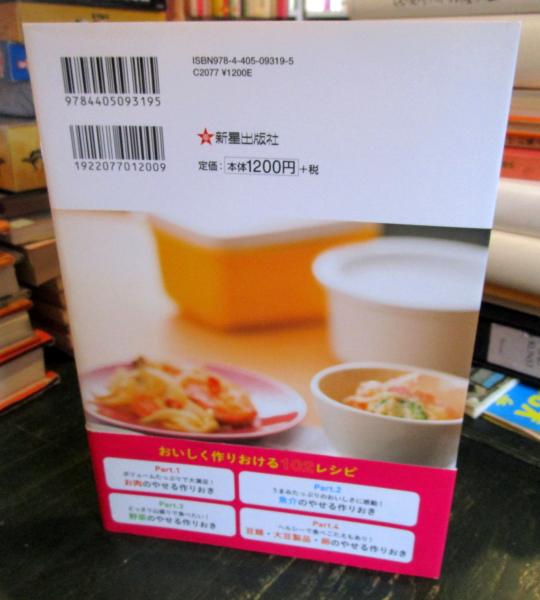 ISBN978-4-405-09319-5
C2077 ¥1200E
9784405093195
1922077012009
新星出版社
定価：本体1200円+税
おいしく作りおける102レシピ
Part.1
ボリュームたっぷりで大満足！
お肉のやせる作りおき
Part.2
うまみたっぷりのおいしさに感動！
魚介のやせる作りおき
Part.3
どっさり山盛りで食べたい！
野菜のやせる作りおき
Part.4
ヘルシーで食べごたえもあり！
豆類・大豆製品・卵のやせる作りおき